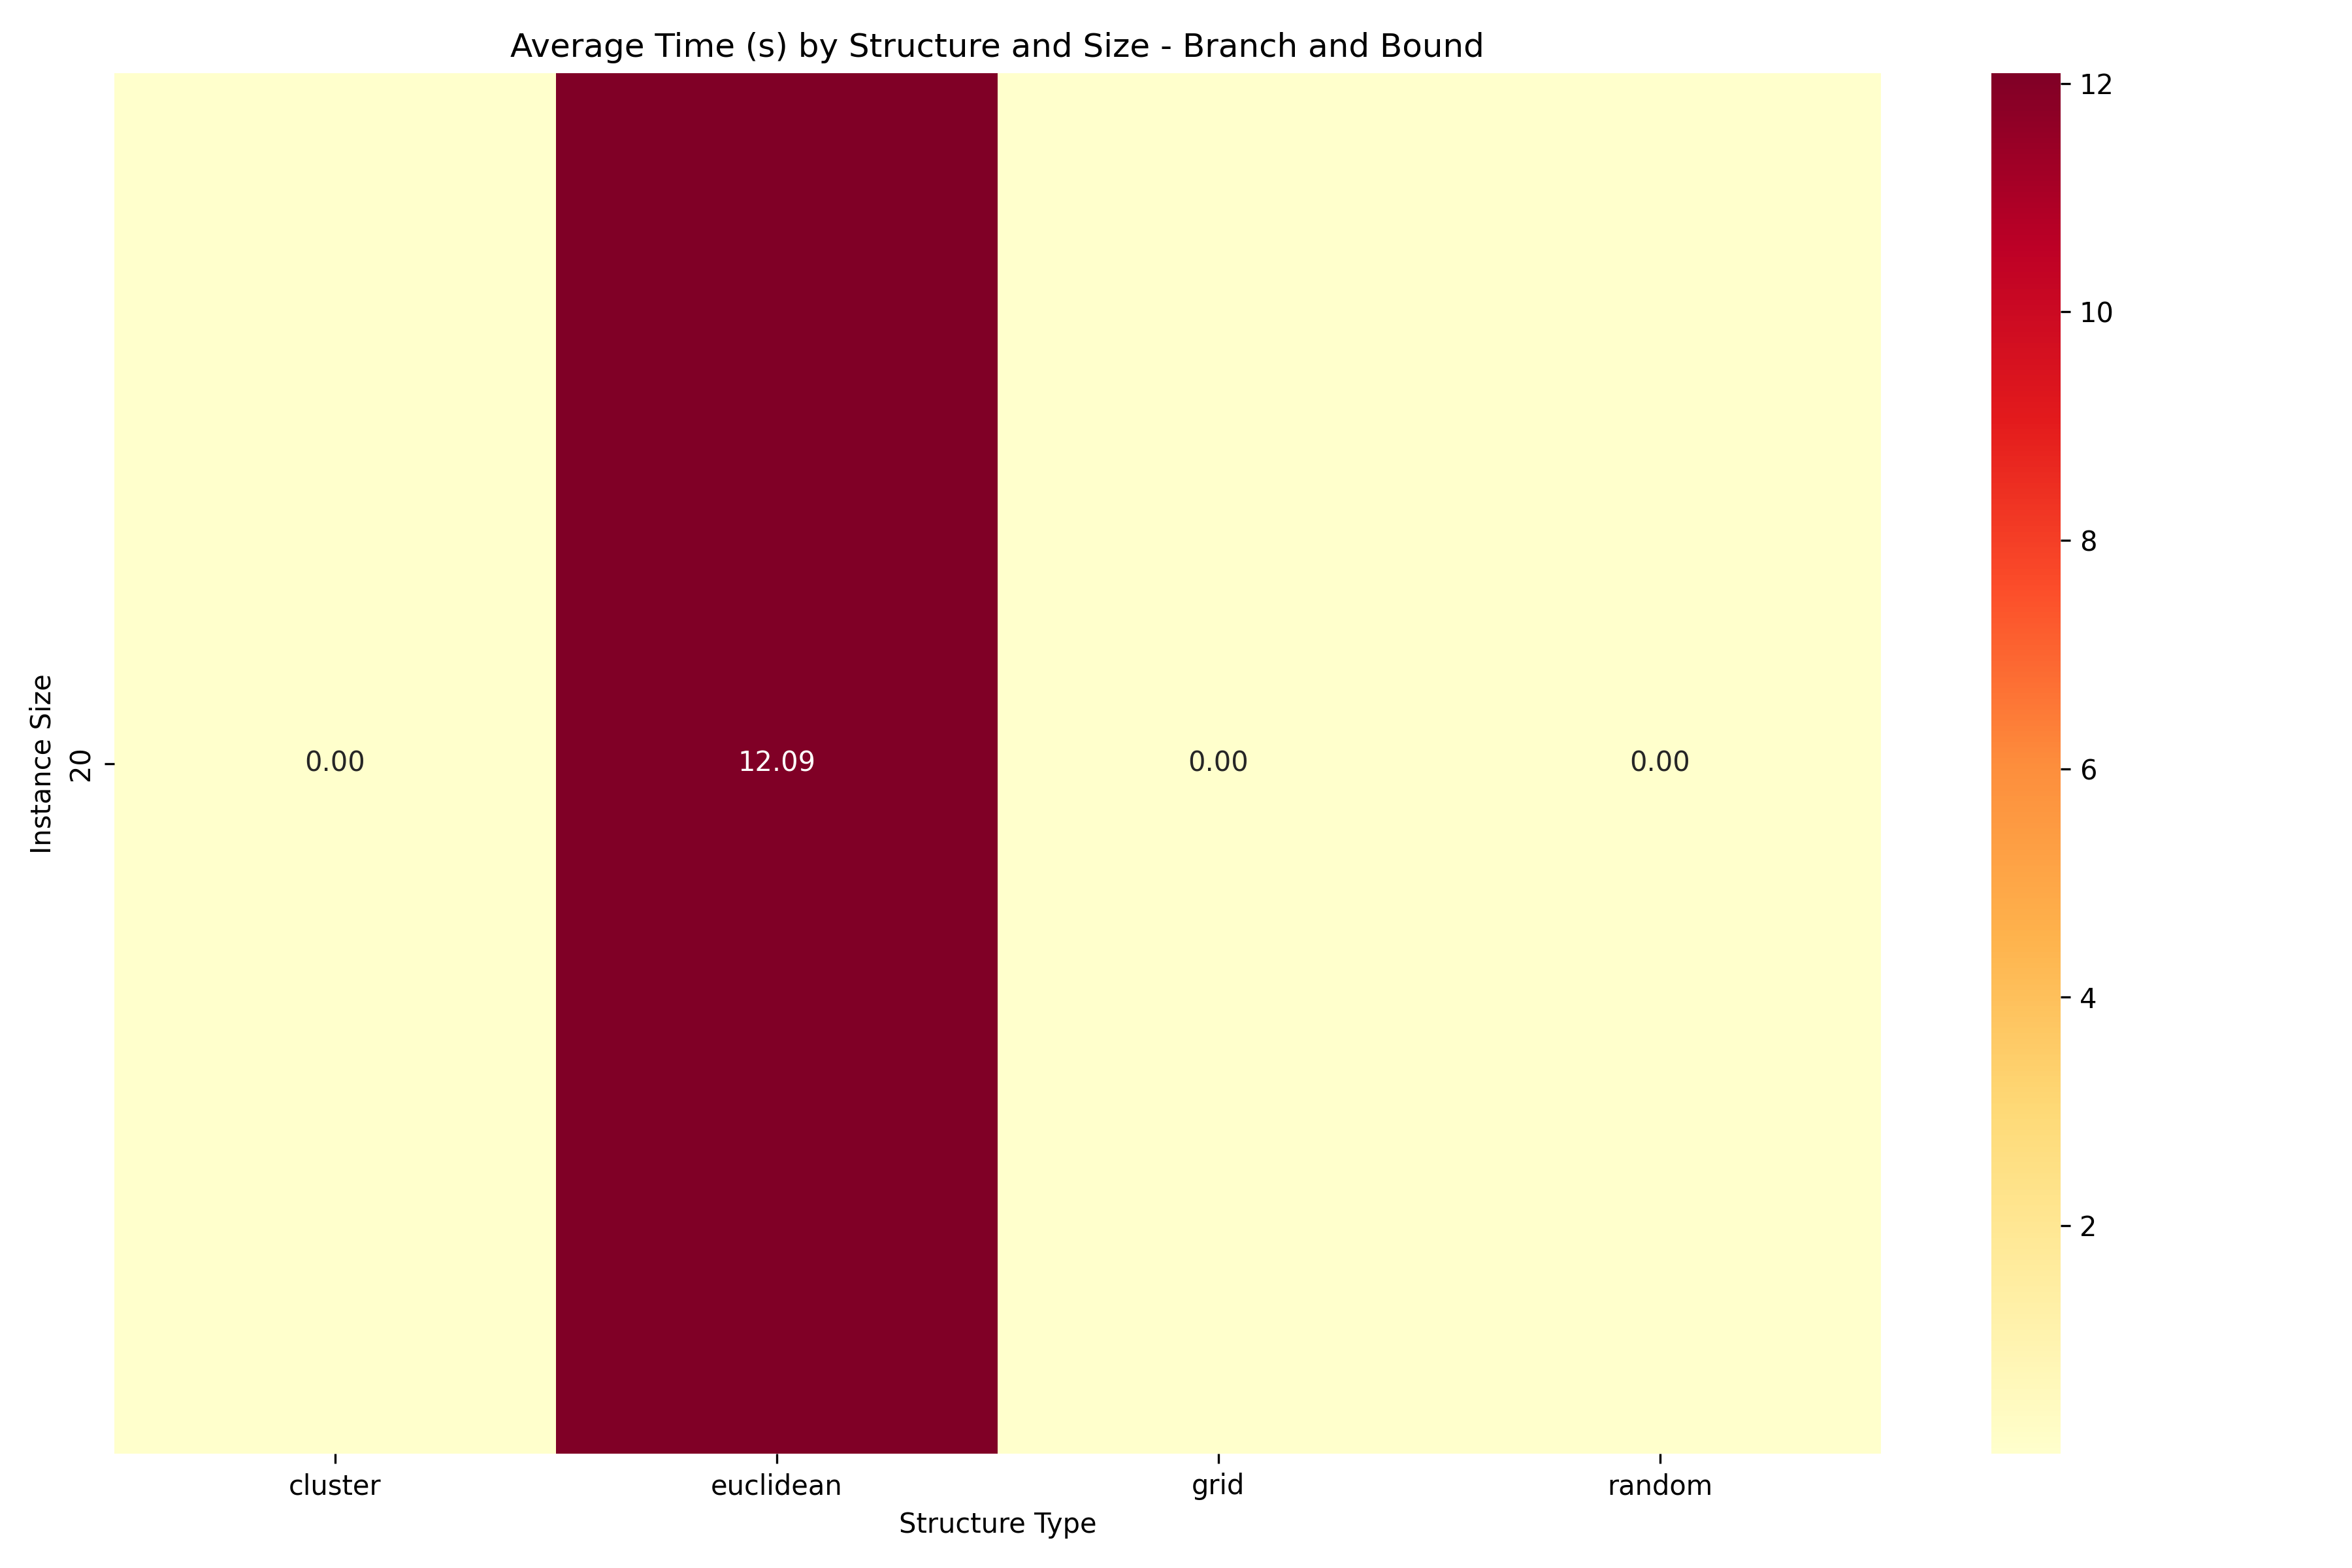 Average Time (s) by Structure and Size - Branch and Bound
Instance Size
20
0.00 12.09 0.00 0.00
cluster euclidean grid random
Structure Type
12
10
8
6
4
2